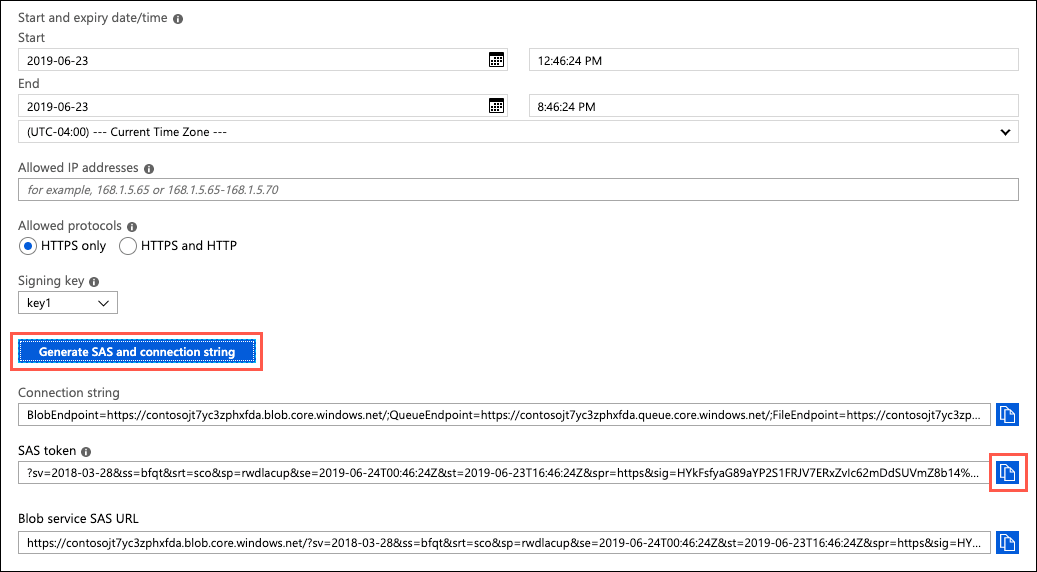 Start and expiry date/time
Start
2019-06-23 12:46:24 PM
End
2019-06-23 8:46:24 PM
(UTC-04:00) --- Current Time Zone ---
Allowed IP addresses
for example, 168.1.5.65 or 168.1.5.65-168.1.5.70
Allowed protocols
HTTPS only HTTPS and HTTP
Signing key
key1
Generate SAS and connection string
Connection string
BlobEndpoint=https://contosojt7yc3zphxfda.blob.core.windows.net/;QueueEndpoint=https://contosojt7yc3zphxfda.queue.core.windows.net/;FileEndpoint=https://contosojt7yc3zp...
SAS token
?sv=2018-03-28&ss=bfqt&srt=sco&sp=rwdlacup&se=2019-06-24T00:46:24Z&st=2019-06-23T16:46:24Z&spr=https&sig=HYkFsfyaG89aYP2S1FRJV7ERxZvIc62mDdSUVmZ8b14%...
Blob service SAS URL
https://contosojt7yc3zphxfda.blob.core.windows.net/?sv=2018-03-28&ss=bfqt&srt=sco&sp=rwdlacup&se=2019-06-24T00:46:24Z&st=2019-06-23T16:46:24Z&spr=https&sig=HY...